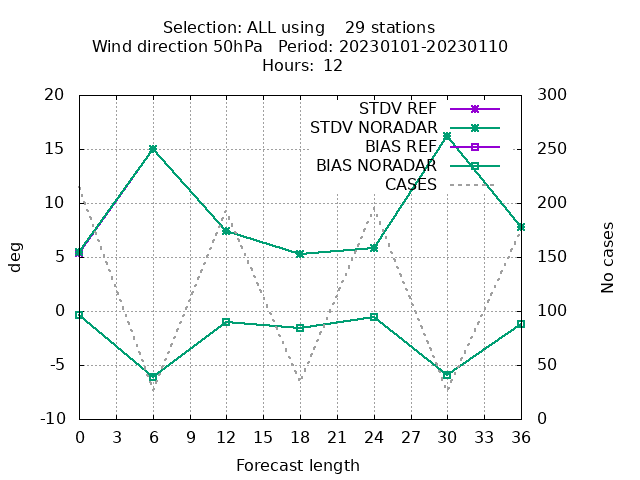 Selection: ALL using    29 stations
Wind direction 50hPa   Period: 20230101-20230110
Hours:  12
20 300
STDV REF
STDV NORADAR
15 250
BIAS REF
BIAS NORADAR
CASES
10 200
deg
5 150
No cases
0 100
-5 50
-10 0
0 3 6 9 12 15 18 21 24 27 30 33 36
Forecast length